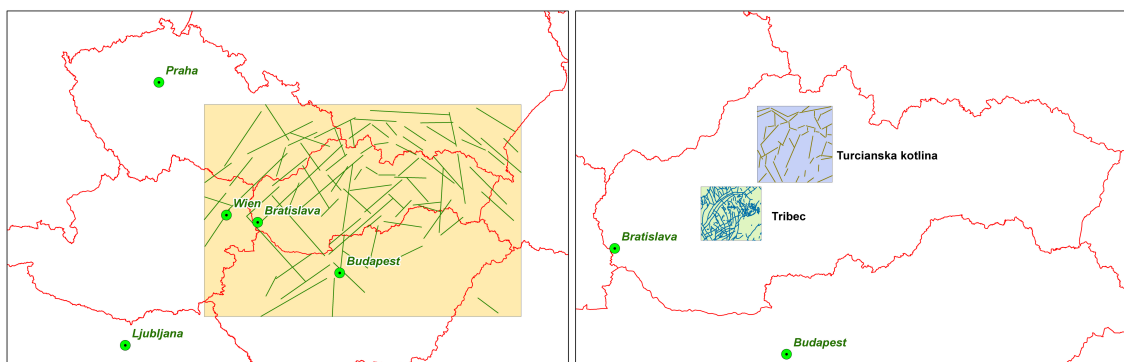 Praha
Wien
Bratislava
Budapest
Ljubljana
Turcianska kotlina
Tribec
Bratislava
Budapest